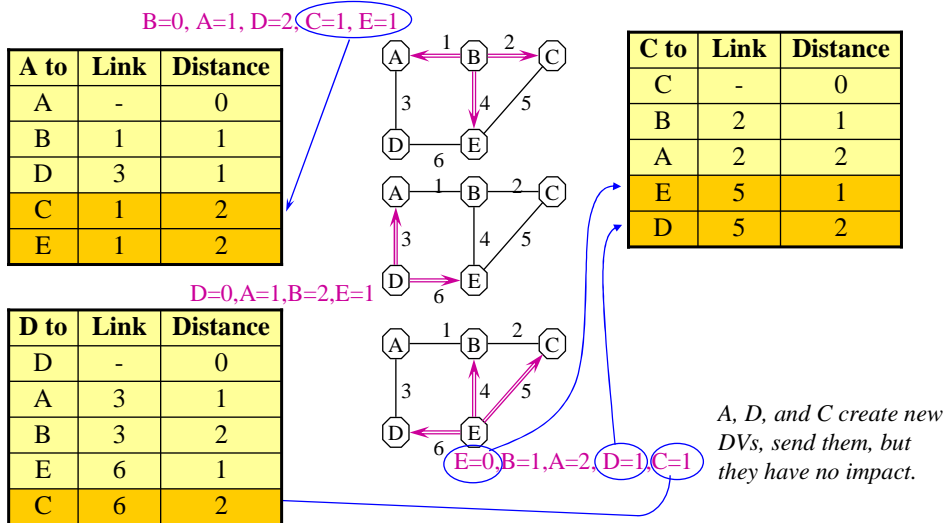 B=0, A=1, D=2, C=1, E=1
A to Link Distance
A - 0
B 1 1
D 3 1
C 1 2
E 1 2
A 1 B 2 C
3 4 5
D 6 E
C to Link Distance
C - 0
B 2 1
A 2 2
E 5 1
D 5 2
A 1 B 2 C
3 4 5
D 6 E
D=0,A=1,B=2,E=1
D to Link Distance
D - 0
A 3 1
B 3 2
E 6 1
C 6 2
A 1 B 2 C
3 4 5
D 6 E
E=0,B=1,A=2, D=1,C=1
A, D, and C create new
DVs, send them, but
they have no impact.